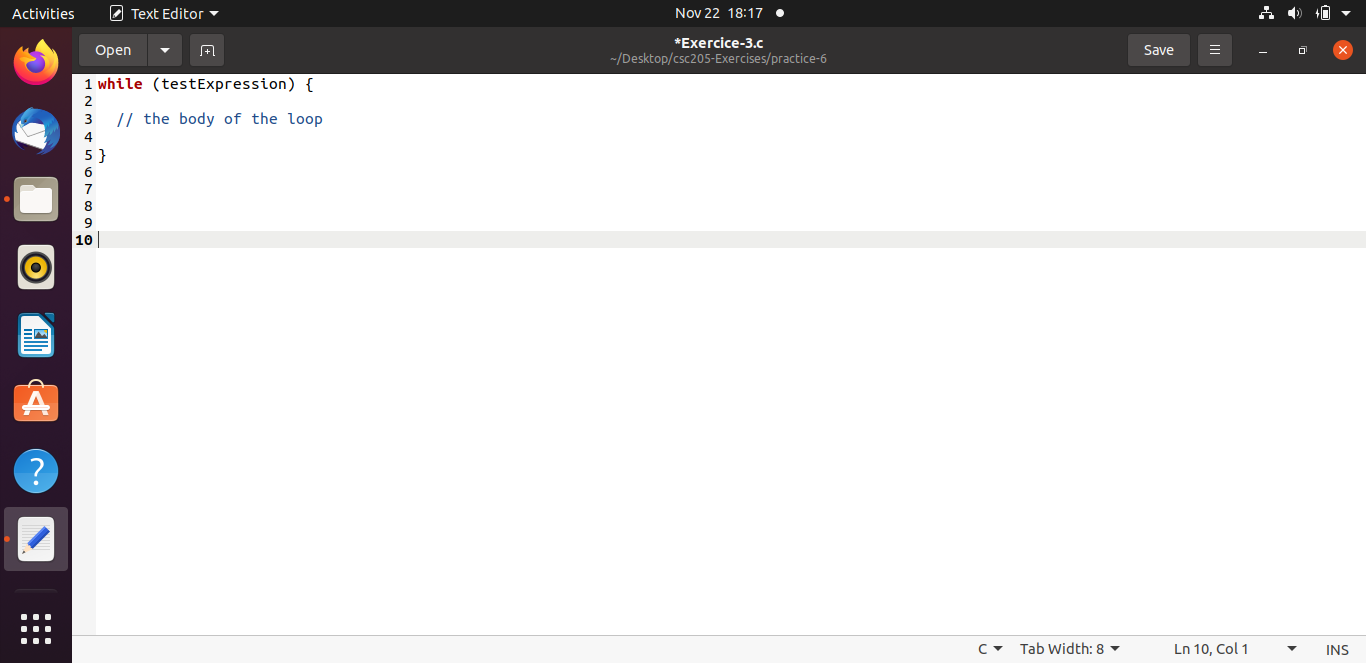 Activities Text Editor Nov 22 18:17
Open *Exercice-3.c Save
~/Desktop/csc205-Exercises/practice-6
1 while (testExpression) {
2
3 // the body of the loop
4
5 }
6
7
8
9
10
C Tab Width: 8 Ln 10, Col 1 INS